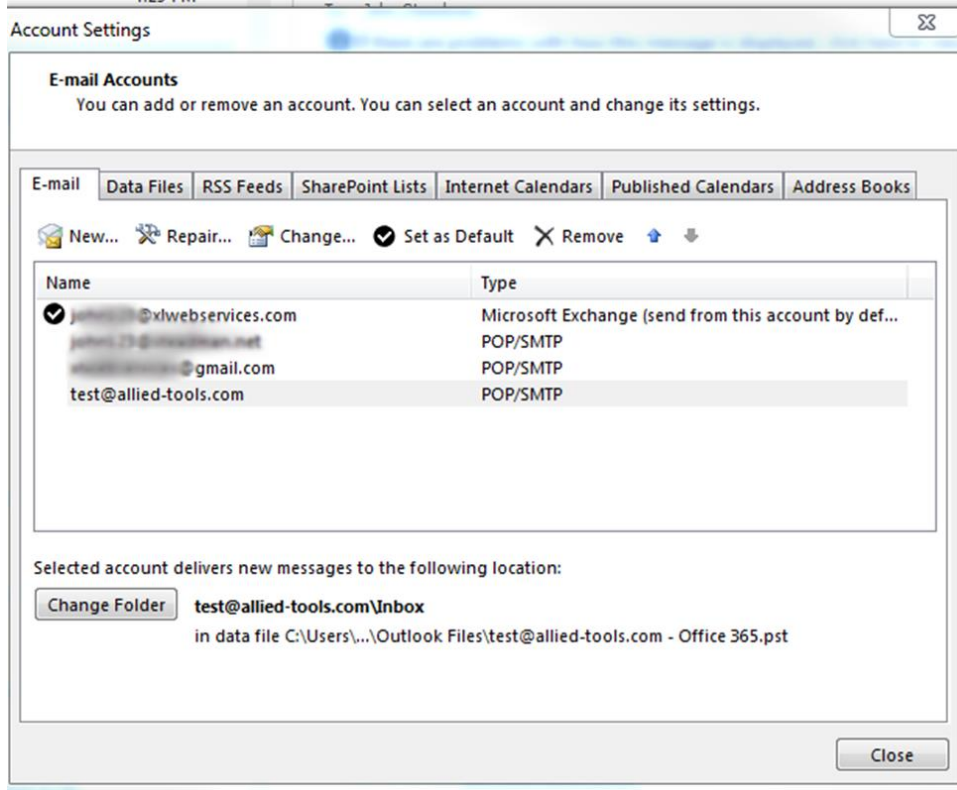 Account Settings
E-mail Accounts
You can add or remove an account. You can select an account and change its settings.
E-mail Data Files RSS Feeds SharePoint Lists Internet Calendars Published Calendars Address Books
New... Repair... Change... Set as Default Remove
Name Type
@xlwebservices.com Microsoft Exchange (send from this account by def...
POP/SMTP
@gmail.com POP/SMTP
test@allied-tools.com POP/SMTP
Selected account delivers new messages to the following location:
Change Folder test@allied-tools.com\Inbox
in data file C:\Users\...\Outlook Files\test@allied-tools.com - Office 365.pst
Close